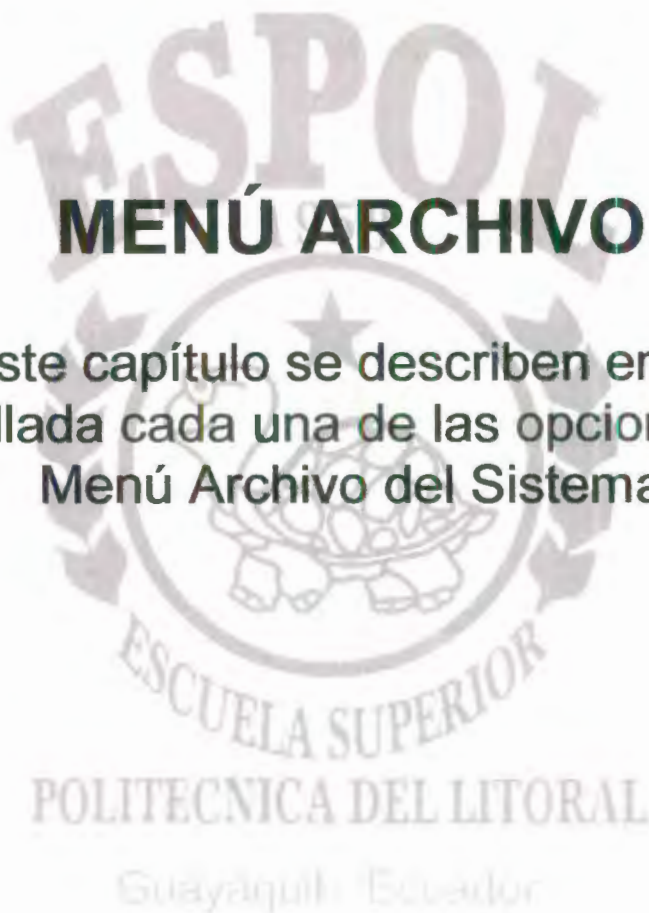 ESPOL
MENÚ ARCHIVO
ste capítulo se describen en
llada cada una de las opcion
Menú Archivo del Sistema
ESCUELA SUPERIOR
POLITECNICA DEL LITORAL
Guayaquil - Ecuador